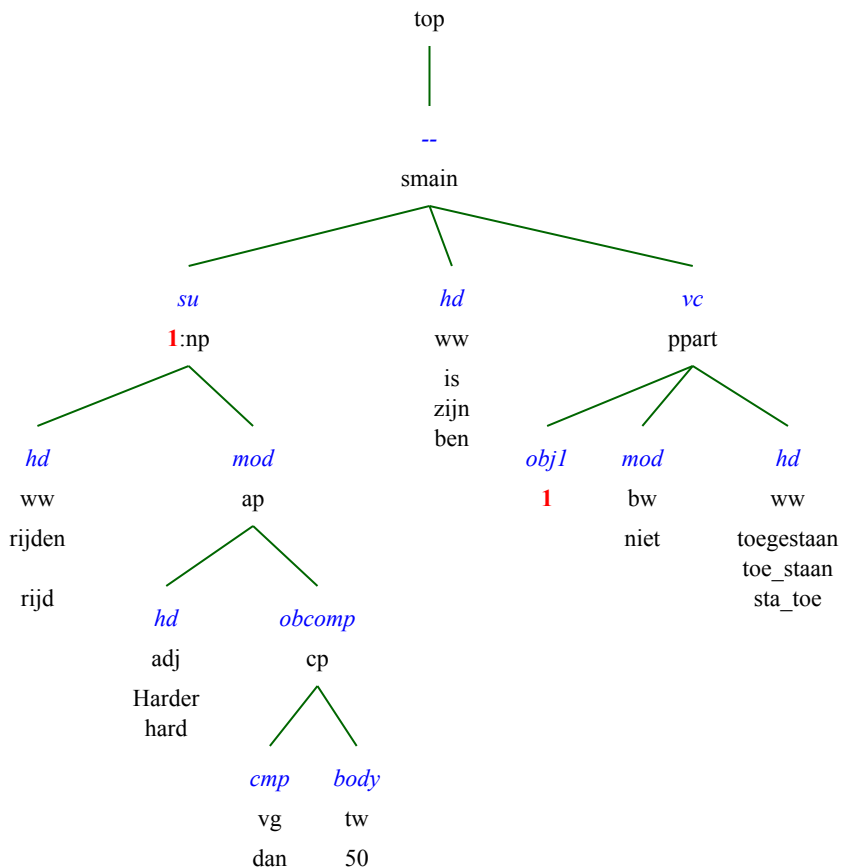 top
--
smain
su hd vc
1:np ww ppart
is
zijn
ben
hd mod obj1 mod hd
ww ap 1 bw ww
rijden niet toegestaan
toe_staan
rijd sta_toe
hd obcomp
adj cp
Harder
hard
cmp body
vg tw
dan 50